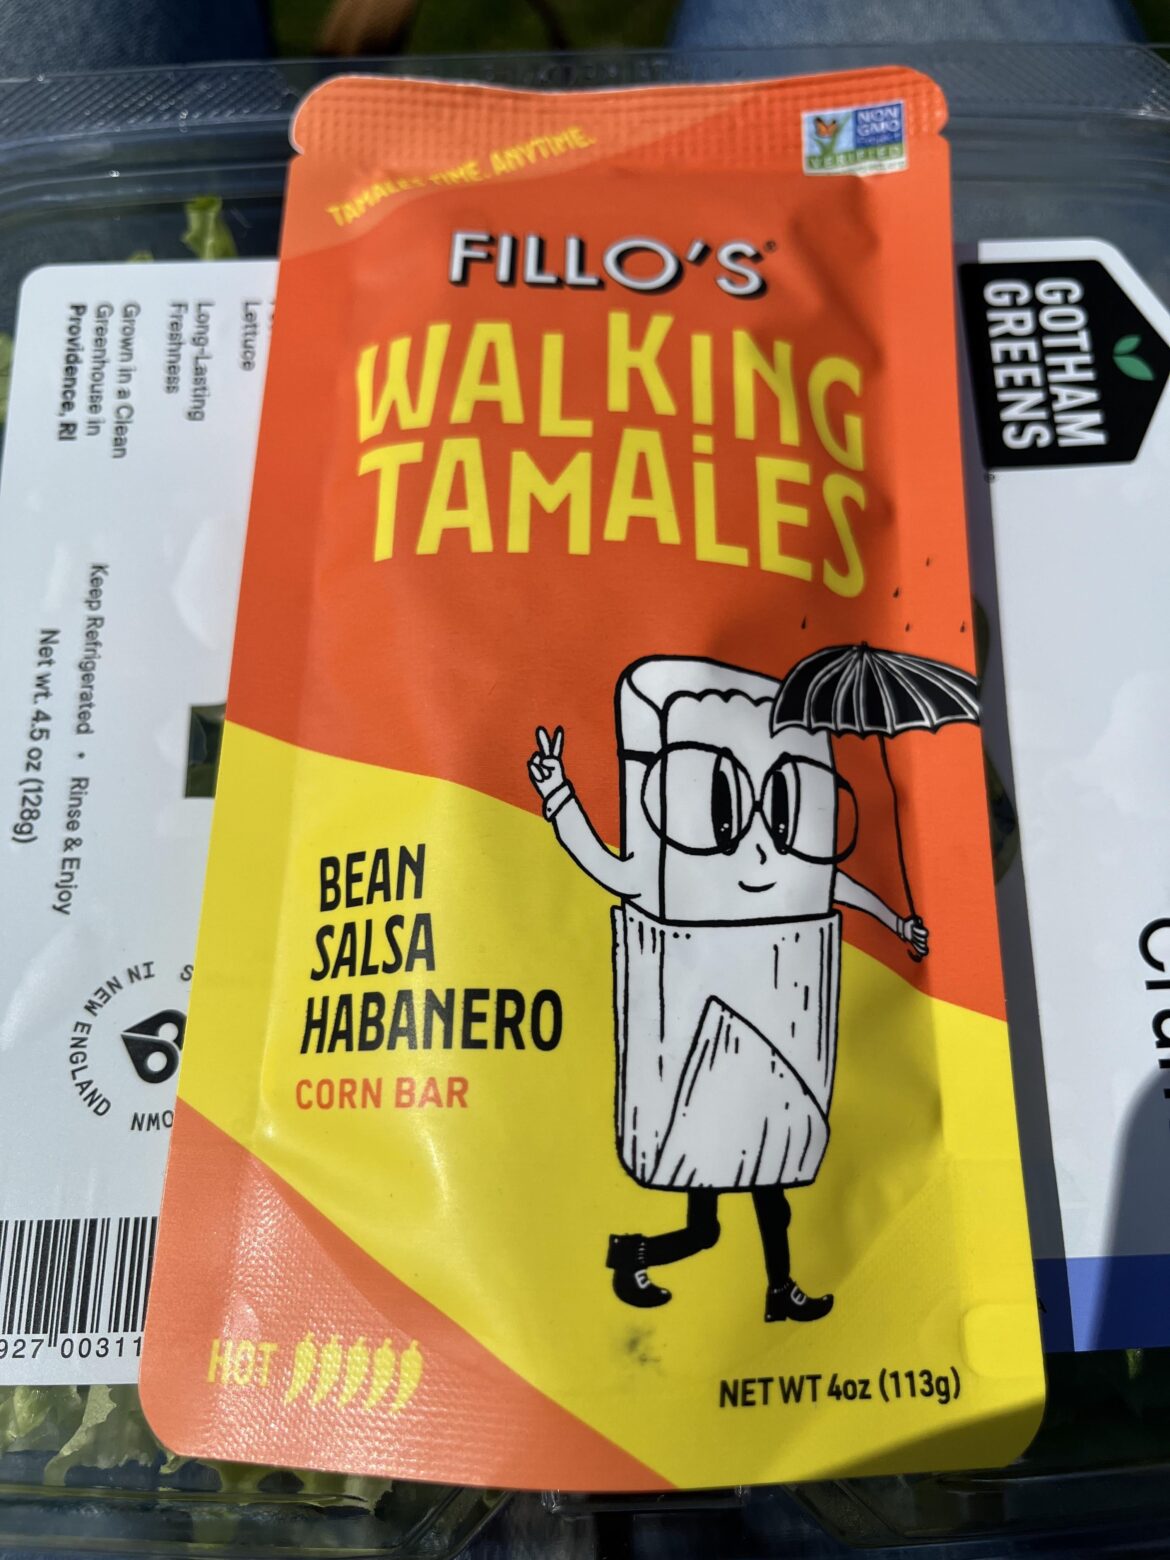 TAMALES TIME. ANYTIME.
NON
GMO
VERIFIED
FILLO'S®
WALKING
TAMALES
BEAN
SALSA
HABANERO
CORN BAR
HOT
NET WT 4oz (113g)
GOTHAM
GREENS
Lettuce
Long-Lasting
Freshness
Grown in a Clean
Greenhouse in
Providence, RI
Keep Refrigerated • Rinse & Enjoy
Net wt. 4.5 oz (128g)
IN NEW ENGLAND
927 00311